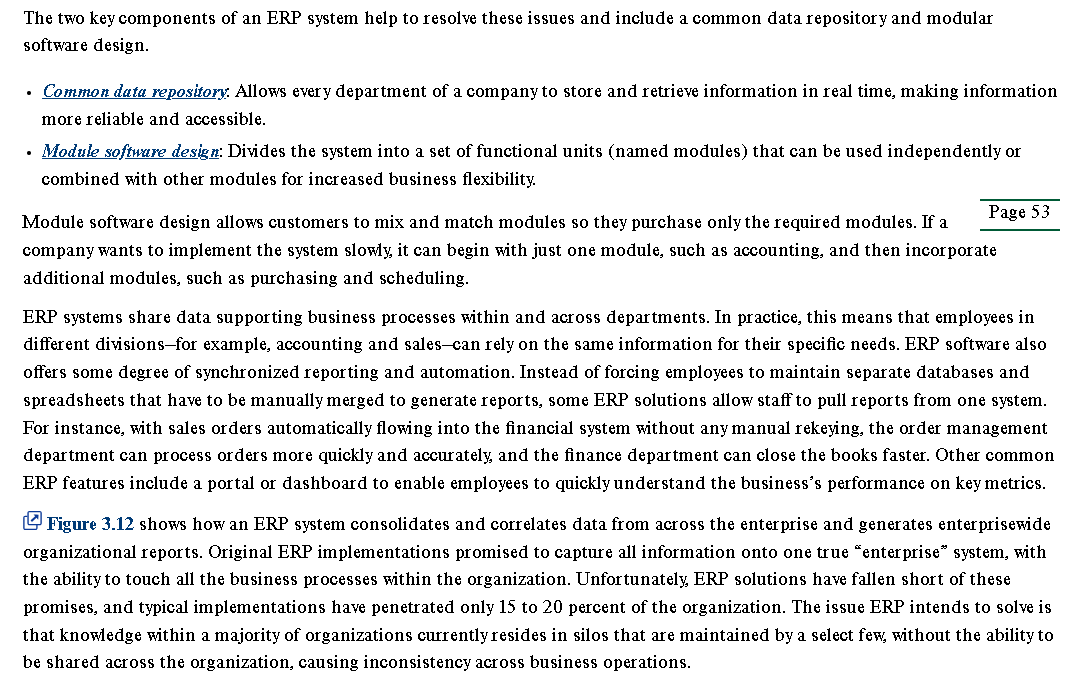 The two key components of an ERP system help to resolve these issues and include a common data repository and modular
software design.
• Common data repository: Allows every department of a company to store and retrieve information in real time, making information
more reliable and accessible.
• Module software design: Divides the system into a set of functional units (named modules) that can be used independently or
combined with other modules for increased business flexibility.
Page 53
Module software design allows customers to mix and match modules so they purchase only the required modules. If a
company wants to implement the system slowly, it can begin with just one module, such as accounting, and then incorporate
additional modules, such as purchasing and scheduling.
ERP systems share data supporting business processes within and across departments. In practice, this means that employees in
different divisions—for example, accounting and sales—can rely on the same information for their specific needs. ERP software also
offers some degree of synchronized reporting and automation. Instead of forcing employees to maintain separate databases and
spreadsheets that have to be manually merged to generate reports, some ERP solutions allow staff to pull reports from one system.
For instance, with sales orders automatically flowing into the financial system without any manual rekeying, the order management
department can process orders more quickly and accurately, and the finance department can close the books faster. Other common
ERP features include a portal or dashboard to enable employees to quickly understand the business's performance on key metrics.
Figure 3.12 shows how an ERP system consolidates and correlates data from across the enterprise and generates enterprisewide
organizational reports. Original ERP implementations promised to capture all information onto one true “enterprise” system, with
the ability to touch all the business processes within the organization. Unfortunately, ERP solutions have fallen short of these
promises, and typical implementations have penetrated only 15 to 20 percent of the organization. The issue ERP intends to solve is
that knowledge within a majority of organizations currently resides in silos that are maintained by a select few, without the ability to
be shared across the organization, causing inconsistency across business operations.